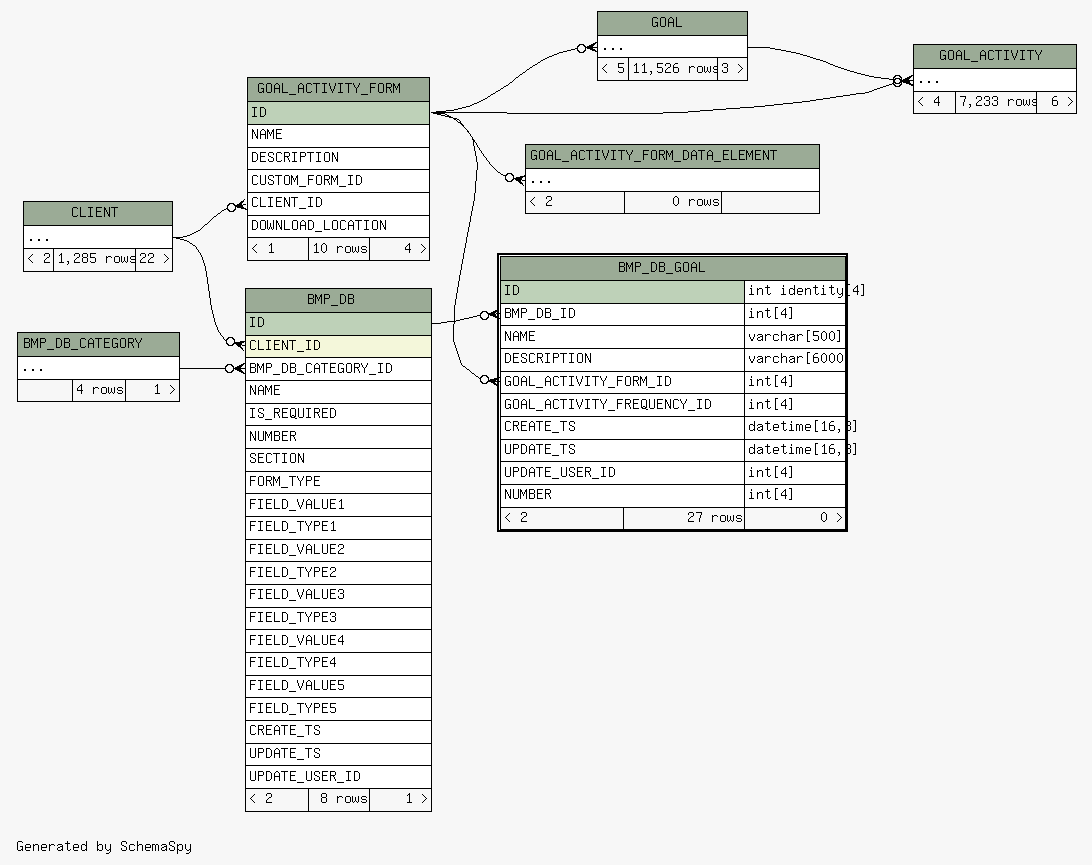 GOAL
...
< 5 11,526 rows 3 >
GOAL_ACTIVITY
...
< 4 7,233 rows 6 >
GOAL_ACTIVITY_FORM
ID
NAME
DESCRIPTION
CUSTOM_FORM_ID
CLIENT_ID
DOWNLOAD_LOCATION
< 1 10 rows 4 >
GOAL_ACTIVITY_FORM_DATA_ELEMENT
...
< 2 0 rows
CLIENT
...
< 2 1,285 rows 22 >
BMP_DB_CATEGORY
...
4 rows 1 >
BMP_DB
ID
CLIENT_ID
BMP_DB_CATEGORY_ID
NAME
IS_REQUIRED
NUMBER
SECTION
FORM_TYPE
FIELD_VALUE1
FIELD_TYPE1
FIELD_VALUE2
FIELD_TYPE2
FIELD_VALUE3
FIELD_TYPE3
FIELD_VALUE4
FIELD_TYPE4
FIELD_VALUE5
FIELD_TYPE5
CREATE_TS
UPDATE_TS
UPDATE_USER_ID
< 2 8 rows 1 >
BMP_DB_GOAL
ID int identity[4]
BMP_DB_ID int[4]
NAME varchar[500]
DESCRIPTION varchar[6000
GOAL_ACTIVITY_FORM_ID int[4]
GOAL_ACTIVITY_FREQUENCY_ID int[4]
CREATE_TS datetime[16,3]
UPDATE_TS datetime[16,3]
UPDATE_USER_ID int[4]
NUMBER int[4]
< 2 27 rows 0 >
Generated by SchemaSpy